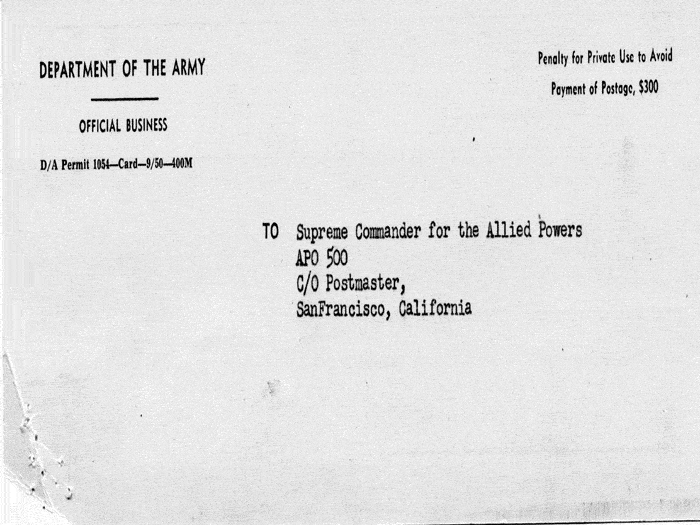 DEPARTMENT OF THE ARMY
OFFICIAL BUSINESS
D/A Permit 1054—Card—9/50—400M
Penalty for Private Use to Avoid
Payment of Postage, $300
TO Supreme Commander for the Allied Powers
APO 500
C/O Postmaster,
SanFrancisco, California